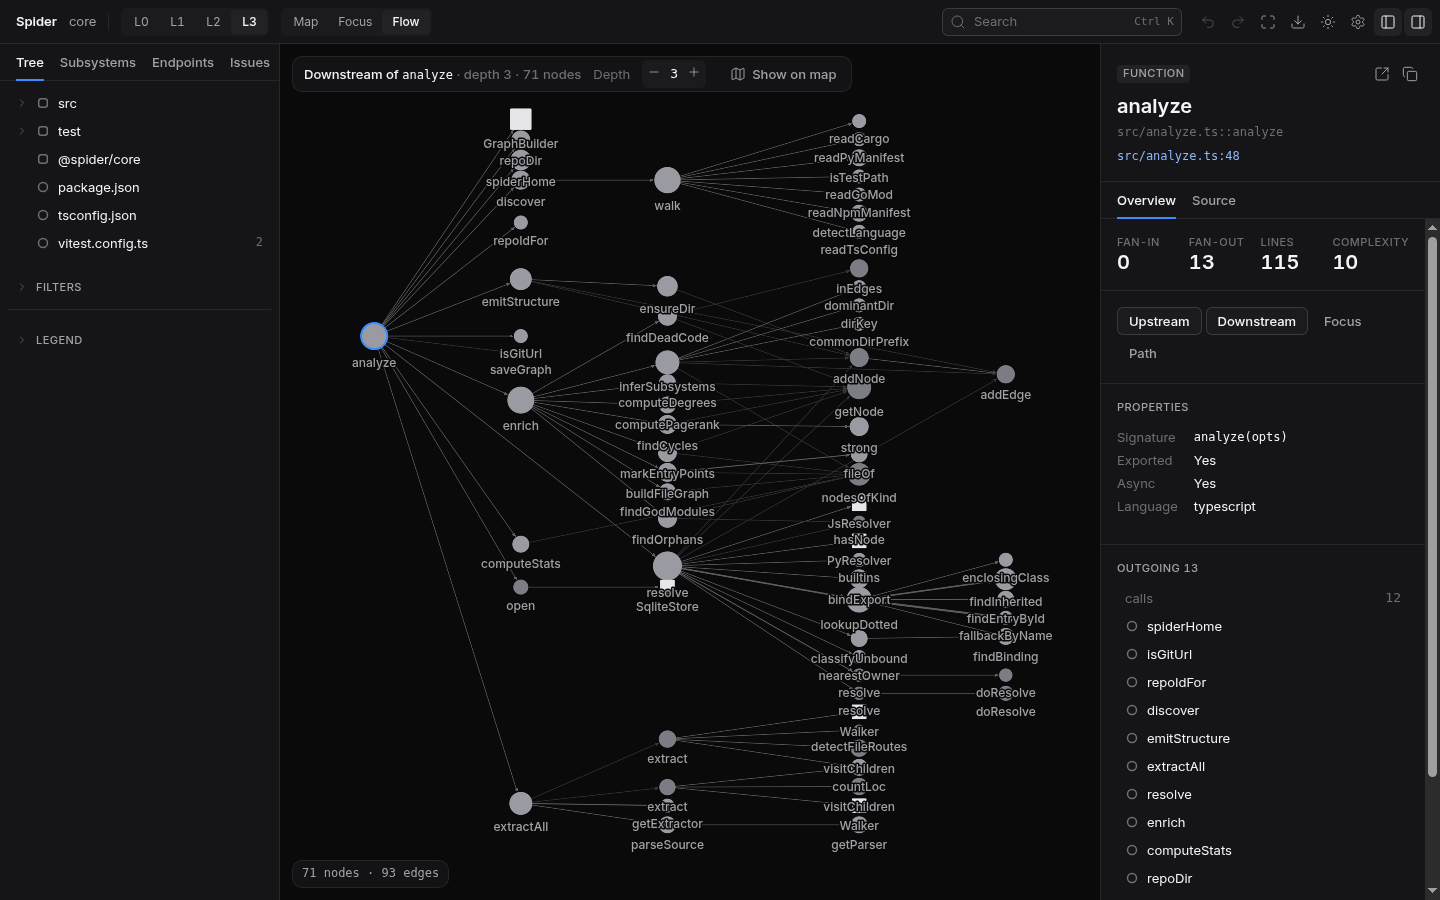 Spider core L0 L1 L2 L3 Map Focus Flow Search Ctrl K
Tree Subsystems Endpoints Issues
src
test
@spider/core
package.json
tsconfig.json
vitest.config.ts 2
FILTERS
LEGEND
Downstream of analyze · depth 3 · 71 nodes Depth − 3 + Show on map
analyze
GraphBuilder
repoDir
spiderHome
discover
repoIdFor
emitStructure
isGitUrl
saveGraph
enrich
computeStats
open
extractAll
walk
ensureDir
findDeadCode
inferSubsystems
computeDegrees
computePagerank
findCycles
markEntryPoints
buildFileGraph
findGodModules
findOrphans
resolve
SqliteStore
extract
extract
getExtractor
parseSource
readCargo
readPyManifest
isTestPath
readGoMod
readNpmManifest
detectLanguage
readTsConfig
inEdges
dominantDir
dirKey
commonDirPrefix
addNode
getNode
strong
fileOf
nodesOfKind
JsResolver
hasNode
PyResolver
builtins
bindExport
lookupDotted
classifyUnbound
nearestOwner
resolve
resolve
Walker
detectFileRoutes
visitChildren
countLoc
visitChildren
Walker
getParser
addEdge
enclosingClass
findInherited
findEntryById
fallbackByName
findBinding
doResolve
doResolve
71 nodes · 93 edges
FUNCTION
analyze
src/analyze.ts::analyze
src/analyze.ts:48
Overview Source
FAN-IN FAN-OUT LINES COMPLEXITY
0 13 115 10
Upstream Downstream Focus
Path
PROPERTIES
Signature analyze(opts)
Exported Yes
Async Yes
Language typescript
OUTGOING 13
calls 12
spiderHome
isGitUrl
repoIdFor
discover
emitStructure
extractAll
resolve
enrich
computeStats
repoDir